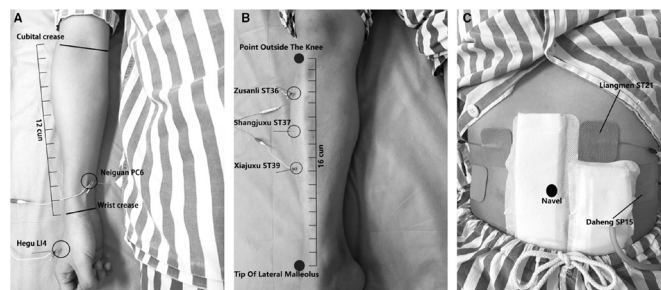 A
Cubital crease
12 cun
Neiguan PC6
Wrist crease
Hegu LI4
B
Point Outside The Knee
Zusanli ST36
Shangjuxu ST37
16 cun
Xiajuxu ST39
Tip Of Lateral Malleolus
C
Liangmen ST21
Navel
Daheng SP15